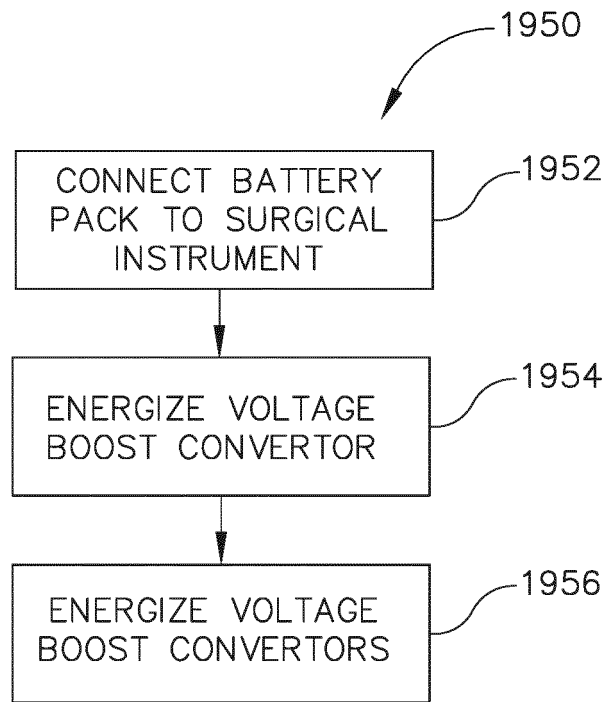 1950
CONNECT BATTERY
PACK TO SURGICAL
INSTRUMENT
1952
ENERGIZE VOLTAGE
BOOST CONVERTOR
1954
ENERGIZE VOLTAGE
BOOST CONVERTORS
1956